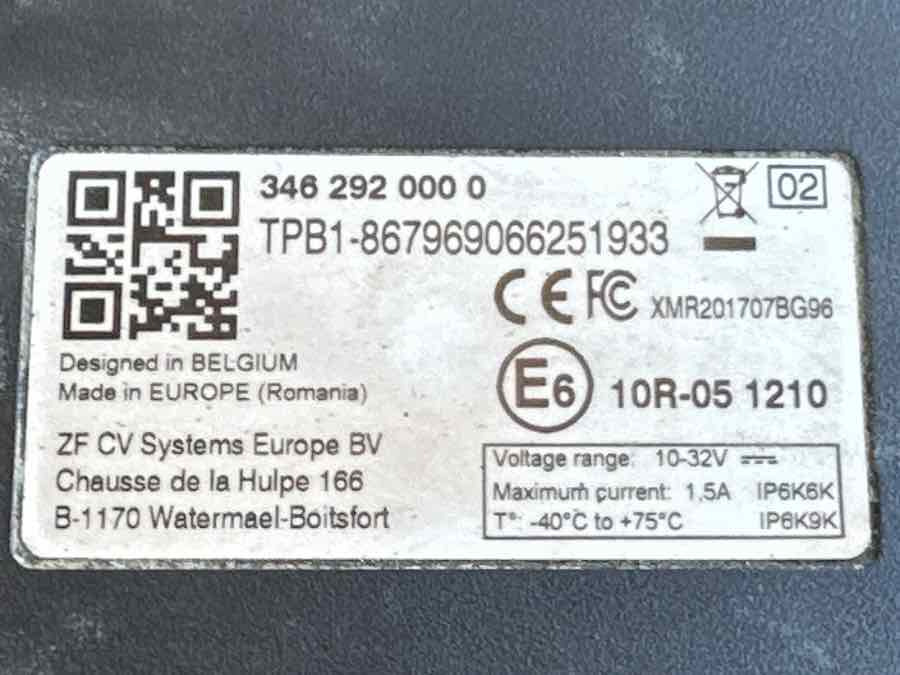 346 292 000 0
02
TPB1-867969066251933
CE FC XMR201707BG96
Designed in BELGIUM
Made in EUROPE (Romania)
E6 10R-05 1210
ZF CV Systems Europe BV
Chausse de la Hulpe 166
B-1170 Watermael-Boitsfort
Voltage range: 10-32V
Maximum current: 1,5A IP6K6K
T°: -40°C to +75°C IP6K9K